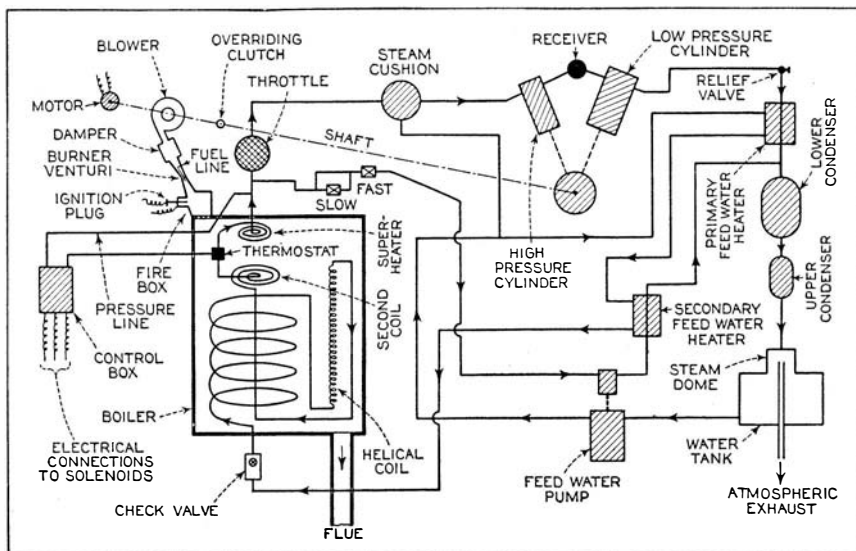 BLOWER
OVERRIDING
CLUTCH
THROTTLE
STEAM
CUSHION
RECEIVER
LOW PRESSURE
CYLINDER
RELIEF
VALVE
MOTOR
DAMPER
BURNER
VENTURI
FUEL LINE
SHAFT
IGNITION
PLUG
FAST
SLOW
LOWER
CONDENSER
PRIMARY
FEED WATER
HEATER
SUPER-
HEATER
THERMOSTAT
HIGH
PRESSURE
CYLINDER
FIRE
BOX
PRESSURE
LINE
SECOND
COIL
UPPER
CONDENSER
SECONDARY
FEED WATER
HEATER
CONTROL
BOX
STEAM
DOME
BOILER
ELECTRICAL
CONNECTIONS
TO SOLENOIDS
HELICAL
COIL
WATER
TANK
FEED WATER
PUMP
CHECK VALVE
ATMOSPHERIC
EXHAUST
FLUE